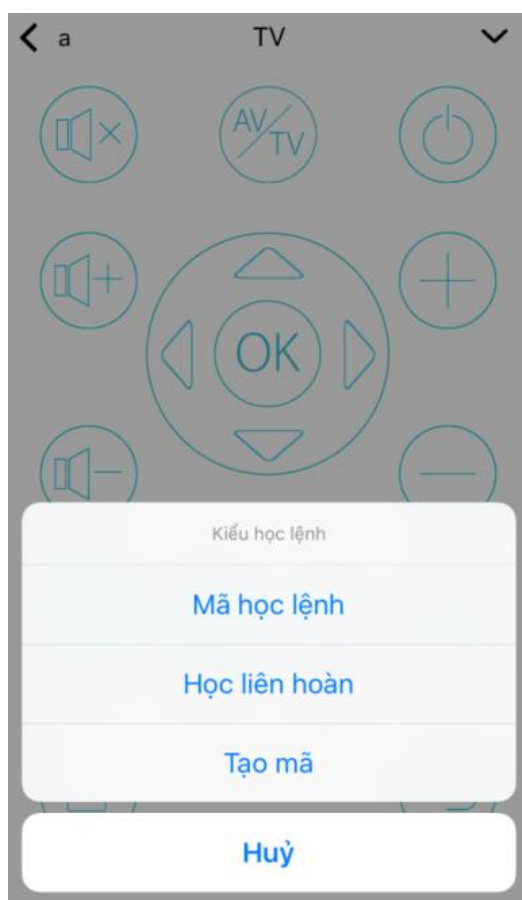 a TV
AV/TV
OK
Kiểu học lệnh
Mã học lệnh
Học liên hoàn
Tạo mã
Huỷ